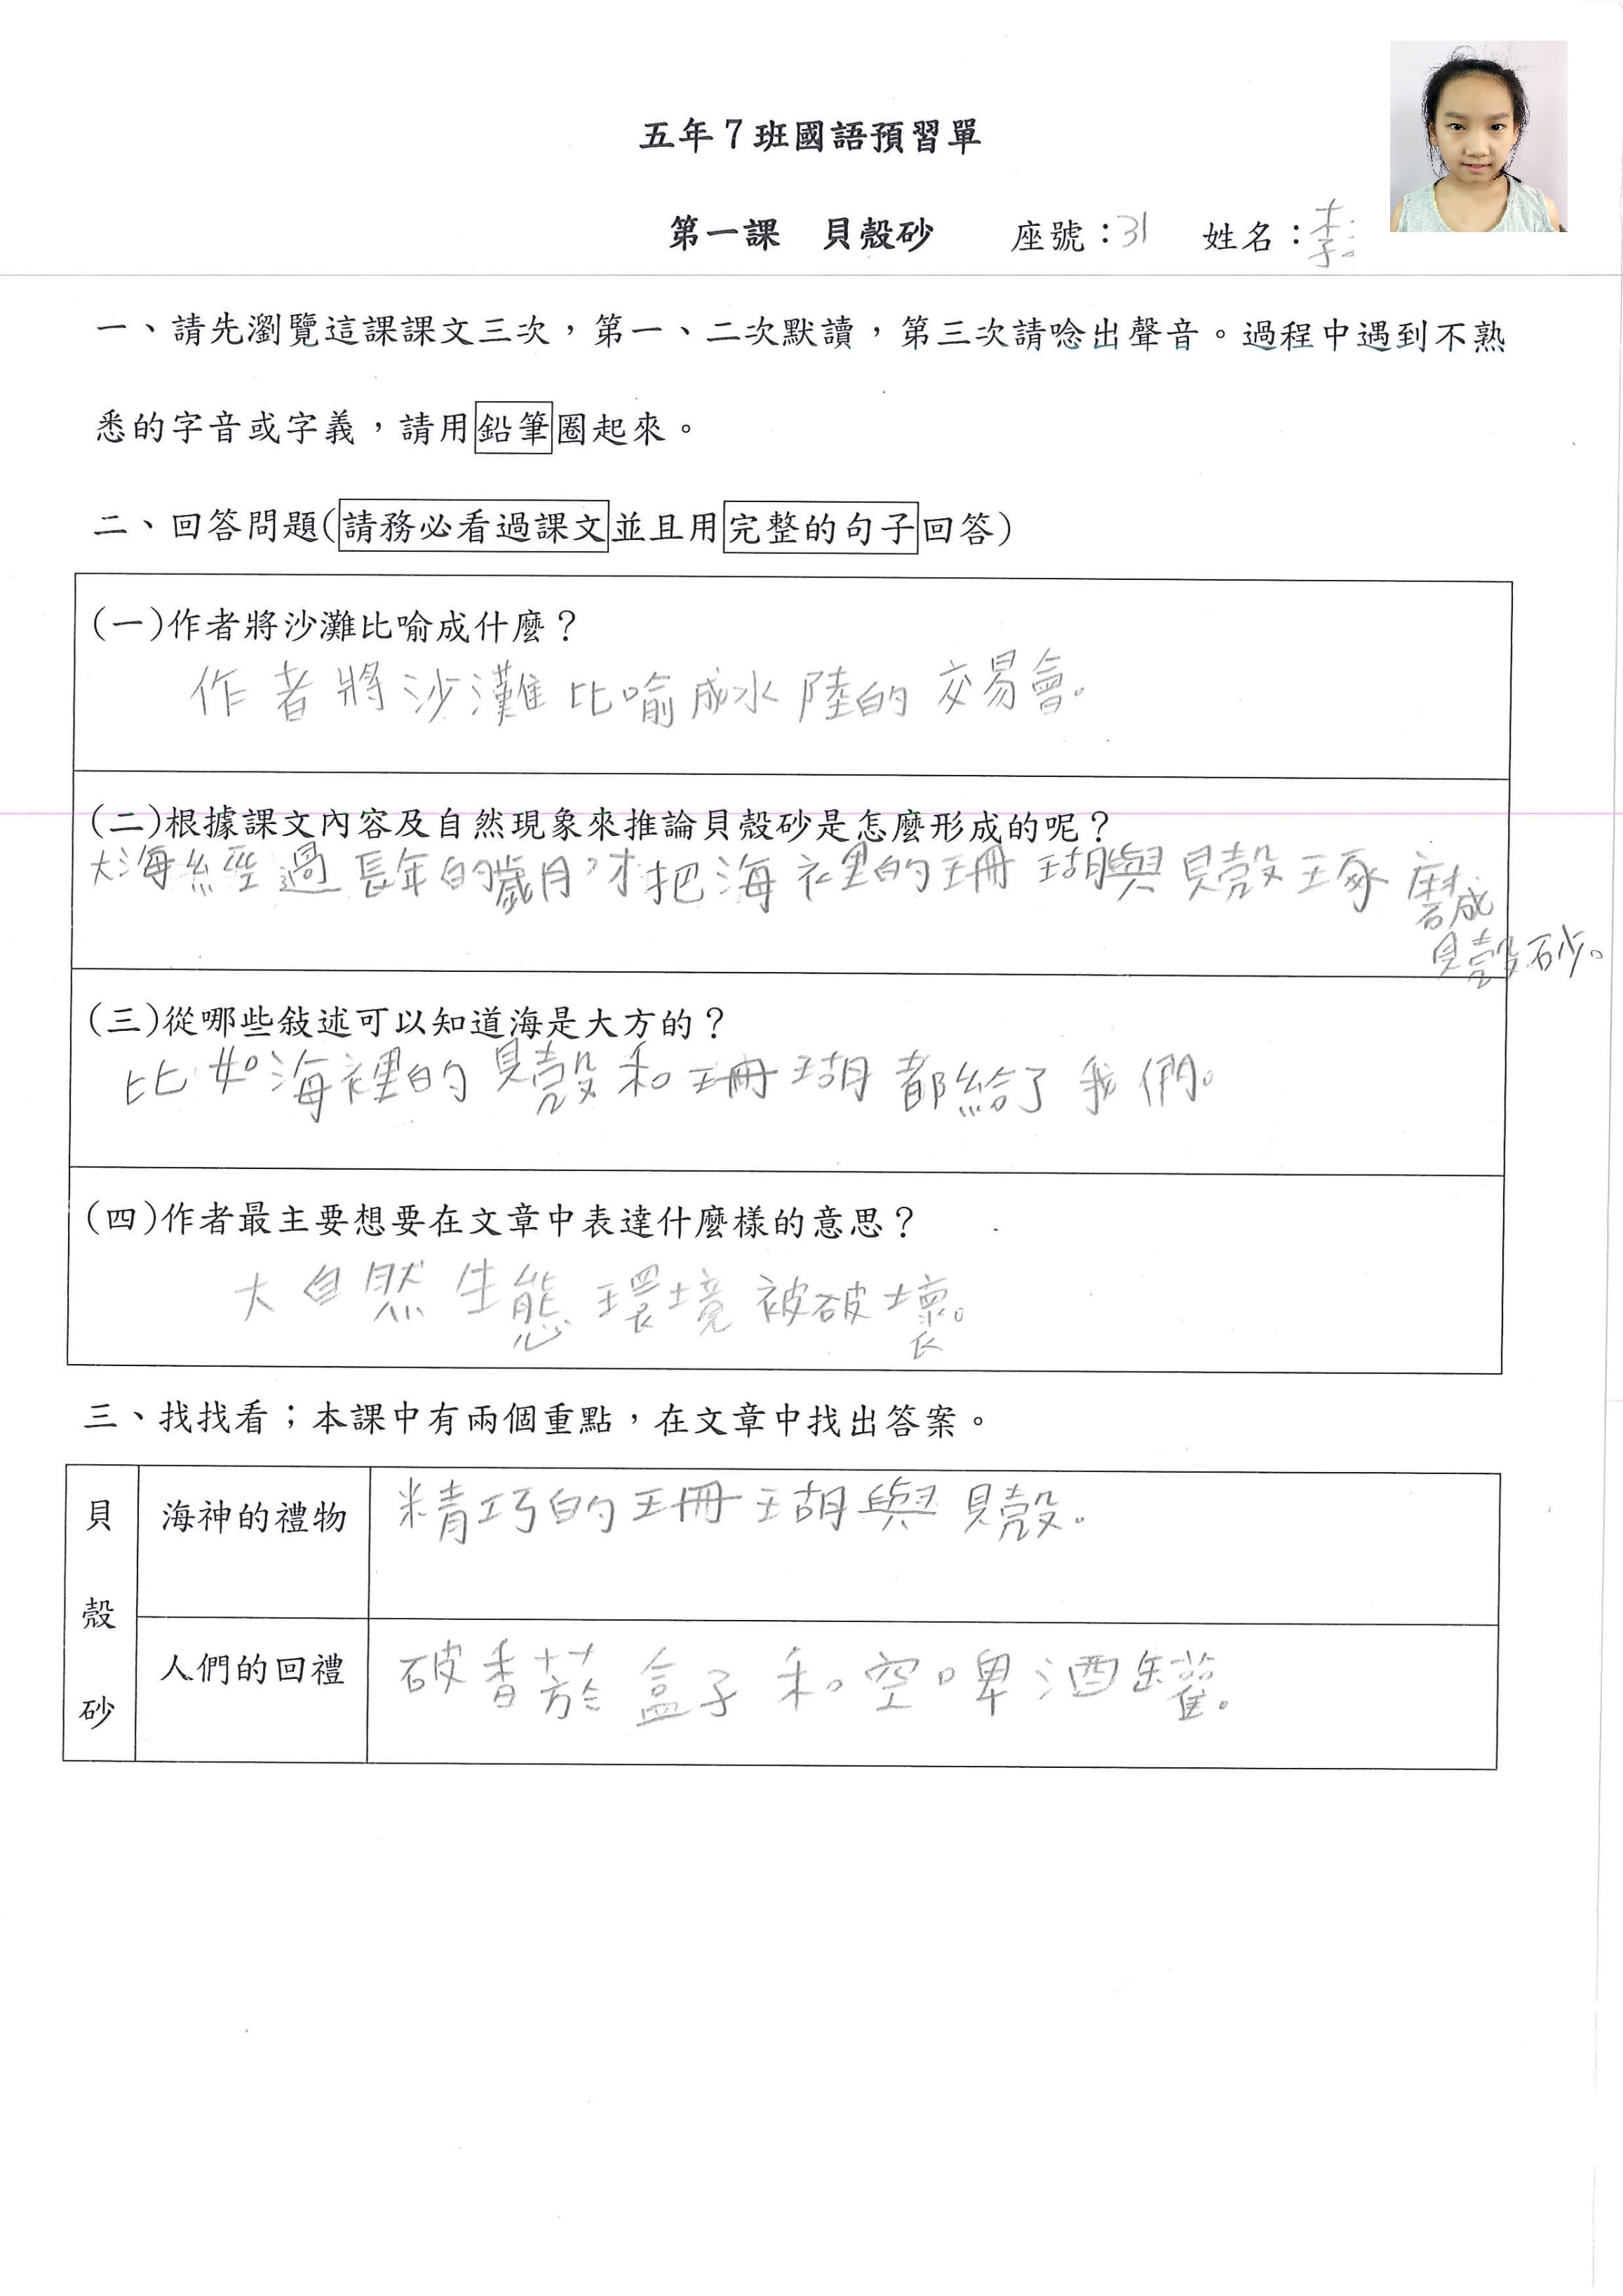 五年7班國語預習單
第一課 貝殼砂 座號：31 姓名：李
一、請先瀏覽這課課文三次，第一、二次默讀，第三次請唸出聲音。過程中遇到不熟
悉的字音或字義，請用鉛筆圈起來。
二、回答問題(請務必看過課文並且用完整的句子回答)
(一)作者將沙灘比喻成什麼？
作者將沙灘比喻成水陸的交易會。
(二)根據課文內容及自然現象來推論貝殼砂是怎麼形成的呢？
大海經過長年的歲月,才把海裡的珊瑚與貝殼琢磨成
貝殼砂。
(三)從哪些敍述可以知道海是大方的？
比如海裡的貝殼和珊瑚都給了我們。
(四)作者最主要想要在文章中表達什麼樣的意思？
大自然生態環境被破壞。
三、找找看；本課中有兩個重點，在文章中找出答案。
貝殼砂
海神的禮物 精巧的珊瑚與貝殼。
人們的回禮 破香菸盒子和空啤酒罐。